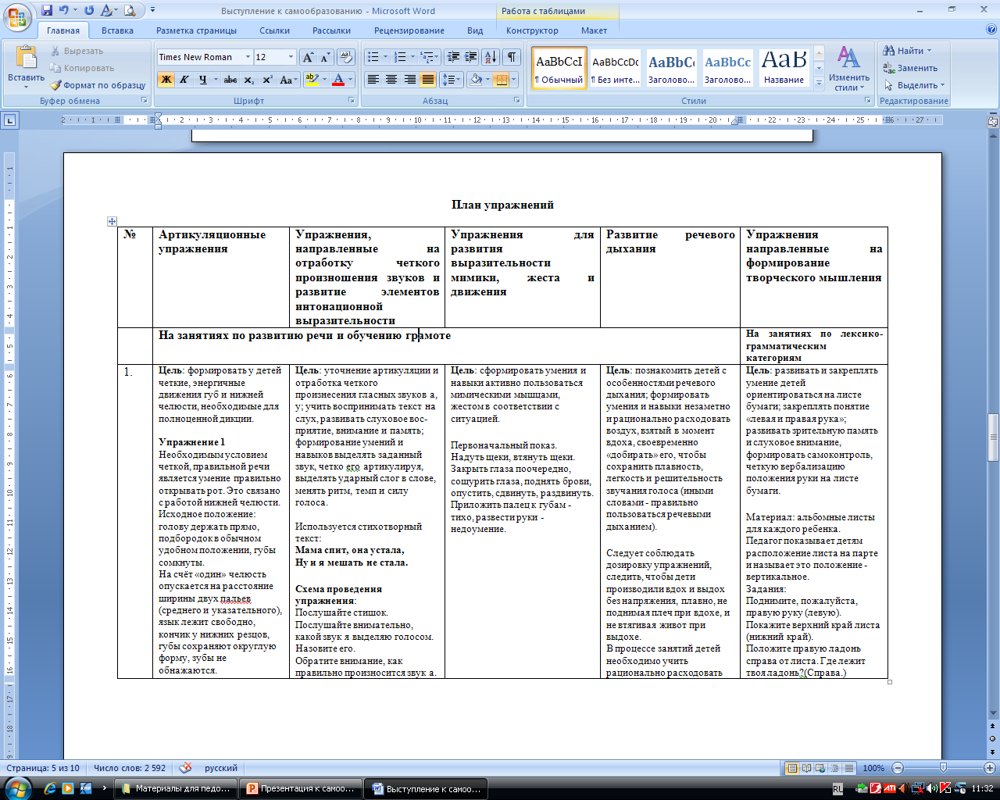 Выступление к самообразованию - Microsoft Word
Работа с таблицами
Главная
Вставка
Разметка страницы
Ссылки
Рассылки
Рецензирование
Вид
Конструктор
Макет
Вставить
Вырезать
Копировать
Формат по образцу
Буфер обмена
Times New Roman
12
Шрифт
Абзац
AaBbCcI
¶ Обычный
AaBbCcDc
¶ Без инте...
AaBbC
Заголово...
AaBbCc
Заголово...
AaB
Название
Изменить
стили
Стили
Найти
Заменить
Выделить
Редактирование
План упражнений
№
Артикуляционные
упражнения
Упражнения,
направленные на
отработку четкого
произношения звуков и
развитие элементов
интонационной
выразительности
Упражнения для
развития
выразительности
мимики, жеста и
движения
Развитие речевого
дыхания
Упражнения
направленные на
формирование
творческого мышления
На занятиях по развитию речи и обучению грамоте
На занятиях по лексико-
грамматическим
категориям
1.
Цель: формировать у детей
четкие, энергичные
движения губ и нижней
челюсти, необходимые для
полноценной дикции.
Упражнение 1
Необходимым условием
четкой, правильной речи
является умение правильно
открывать рот. Это связано
с работой нижней челюсти.
Исходное положение:
голову держать прямо,
подбородок в обычном
удобном положении, губы
сомкнуты.
На счёт «один» челюсть
опускается на расстояние
ширины двух пальев
(среднего и указательного),
язык лежит свободно,
кончик у нижних резцов,
губы сохраняют округлую
форму, зубы не
обнажаются.
Цель: уточнение артикуляции и
отработка четкого
произнесения гласных звуков а,
у; учить воспринимать текст на
слух, развивать слуховое вос-
приятие, внимание и память;
формирование умений и
навыков выделять заданный
звук, четко его артикулируя,
выделять ударный слог в слове,
менять ритм, темп и силу
голоса.
Используется стихотворный
текст:
Мама спит, она устала,
Ну и я мешать не стала.
Схема проведения
упражнения:
Послушайте стишок.
Послушайте внимательно,
какой звук я выделяю голосом.
Назовите его.
Обратите внимание, как
правильно произносится звук а.
Цель: сформировать умения и
навыки активно пользоваться
мимическими мышцами,
жестом в соответствии с
ситуацией.
Первоначальный показ.
Надуть щеки, втянуть щеки.
Закрыть глаза поочередно,
сощурить глаза, поднять брови,
опустить, сдвинуть, раздвинуть.
Приложить палец к губам -
тихо, развести руки -
недоумение.
Цель: познакомить детей с
особенностями речевого
дыхания; формировать
умения и навыки незаметно
и рационально расходовать
воздух, взятый в момент
вдоха, своевременно
«добирать» его, чтобы
сохранить плавность,
легкость и решительность
звучания голоса (иными
словами - правильно
пользоваться речевыми
дыханием).
Следует соблюдать
дозировку упражнений,
следить, чтобы дети
производили вдох и выдох
без напряжения, плавно, не
поднимая плеч при вдохе, и
не втягивая живот при
выдохе.
В процессе занятий детей
необходимо учить
рационально расходовать
Цель: развивать и закреплять
умение детей
ориентироваться на листе
бумаги; закреплять понятие
«левая и правая рука»;
развивать зрительную память
и слуховое внимание,
формировать самоконтроль,
четкую вербализацию
положения руки на листе
бумаги.
Материал: альбомные листы
для каждого ребенка.
Педагог показывает детям
расположение листа на парте
и называет это положение -
вертикальное.
Задания:
Поднимите, пожалуйста,
правую руку (левую).
Покажите верхний край листа
(нижний край).
Положите правую ладонь
справа от листа. Где лежит
твоя ладонь?(Справа.)
Страница: 5 из 10
Число слов: 2 592
русский
100%
Материалы для педо...
Презентация к самоо...
Выступление к самоо...
RL
11:32